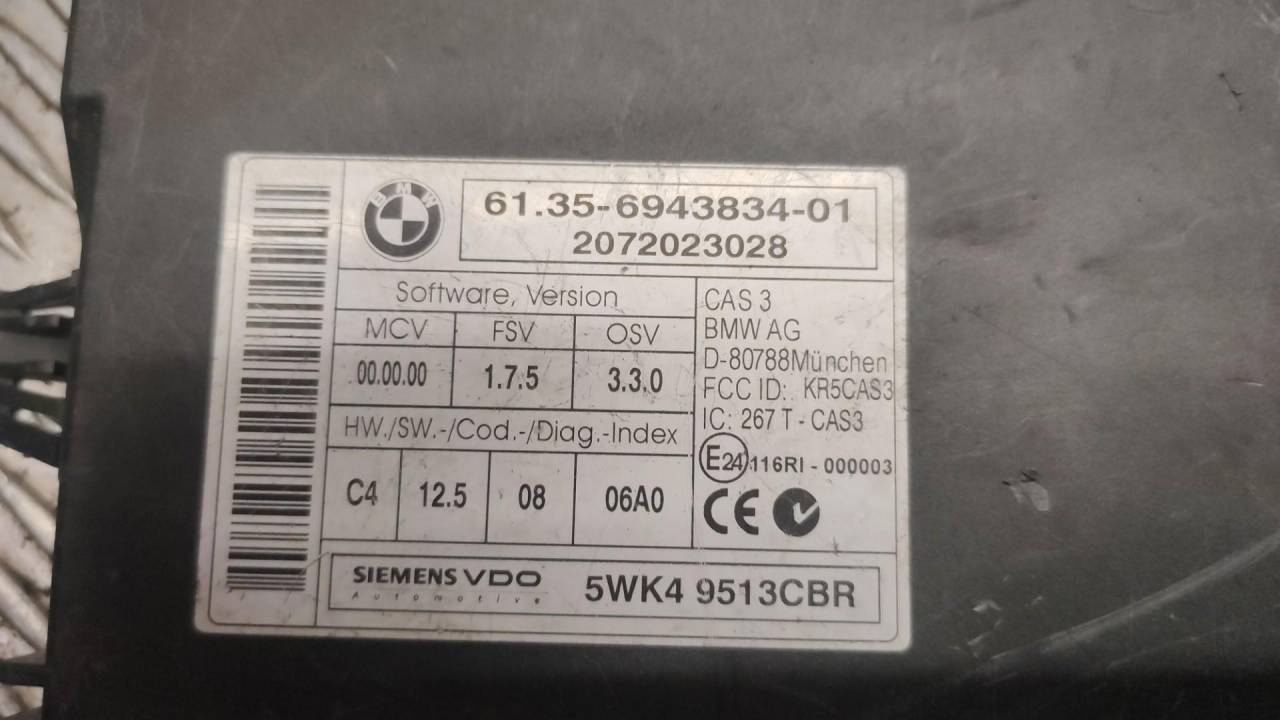 BMW
61.35-6943834-01
2072023028
Software, Version
MCV FSV OSV
00.00.00 1.7.5 3.3.0
HW./SW.-/Cod.-/Diag.-Index
C4 12.5 08 06A0
CAS 3
BMW AG
D-80788München
FCC ID: KR5CAS3
IC: 267 T - CAS3
E24 116RI - 000003
CE
SIEMENS VDO
Automotive
5WK4 9513CBR